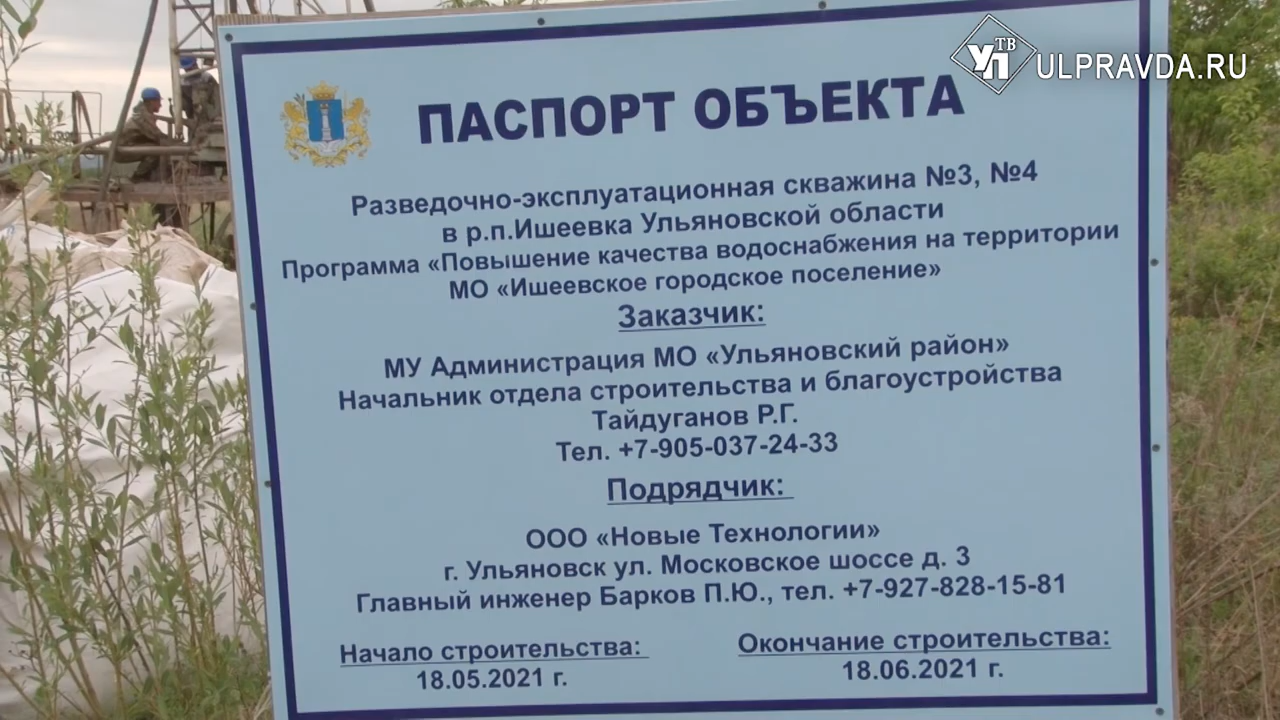 УП ТВ ULPRAVDA.RU
ПАСПОРТ ОБЪЕКТА
Разведочно-эксплуатационная скважина №3, №4
в р.п.Ишеевка Ульяновской области
Программа «Повышение качества водоснабжения на территории
МО «Ишеевское городское поселение»
Заказчик:
МУ Администрация МО «Ульяновский район»
Начальник отдела строительства и благоустройства
Тайдуганов Р.Г.
Тел. +7-905-037-24-33
Подрядчик:
ООО «Новые Технологии»
г. Ульяновск ул. Московское шоссе д. 3
Главный инженер Барков П.Ю., тел. +7-927-828-15-81
Начало строительства:
18.05.2021 г.
Окончание строительства:
18.06.2021 г.